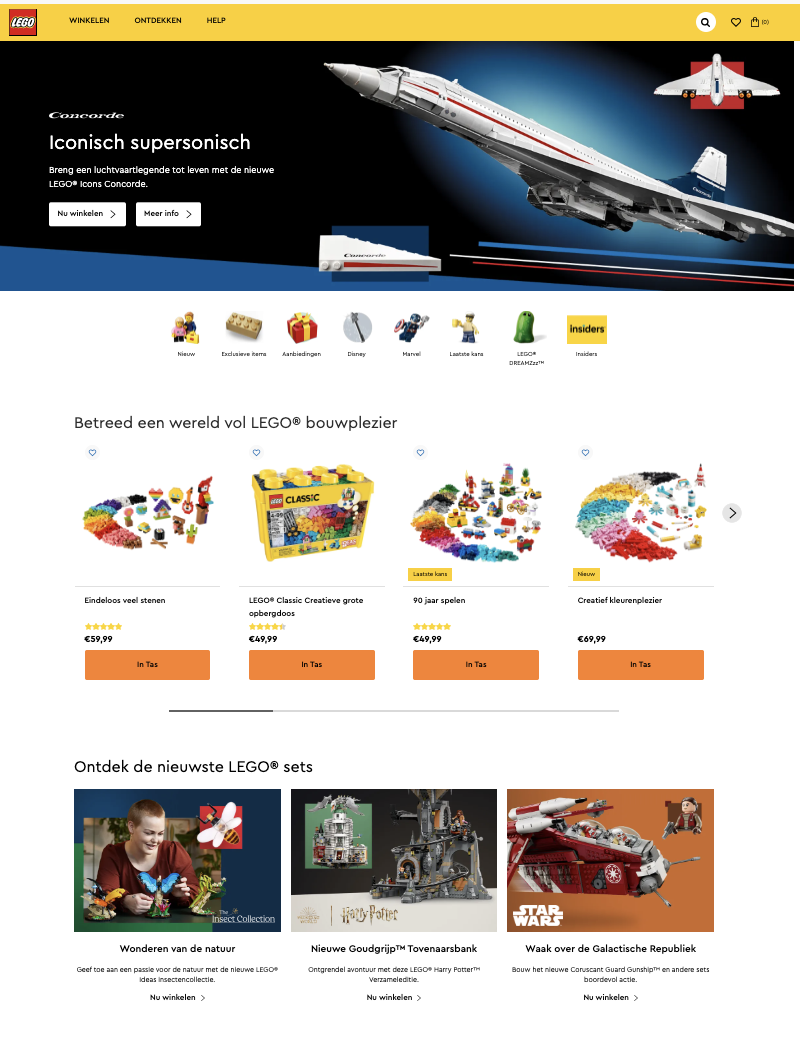 LEGO
WINKELEN
ONTDEKKEN
HELP
(0)
Concorde
Iconisch supersonisch
Breng een luchtvaartlegende tot leven met de nieuwe
LEGO® Icons Concorde.
Nu winkelen
Meer info
Concorde
insiders
Nieuw
Exclusieve items
Aanbiedingen
Disney
Marvel
Laatste kans
LEGO®
DREAMZzz™
Insiders
Betreed een wereld vol LEGO® bouwplezier
LEGO
CLASSIC
Laatste kans
Nieuw
Eindeloos veel stenen
€59,99
In Tas
LEGO® Classic Creatieve grote
opbergdoos
€49,99
In Tas
90 jaar spelen
€49,99
In Tas
Creatief kleurenplezier
€69,99
In Tas
Ontdek de nieuwste LEGO® sets
The
Insect Collection
Wonderen van de natuur
Geef toe aan een passie voor de natuur met de nieuwe LEGO®
Ideas Insectencollectie.
Nu winkelen
Harry Potter
Nieuwe Goudgrijp™ Tovenaarsbank
Ontgrendel avontuur met deze LEGO® Harry Potter™
Verzameleditie.
Nu winkelen
STAR
WARS
Waak over de Galactische Republiek
Bouw het nieuwe Coruscant Guard Gunship™ en andere sets
boordevol actie.
Nu winkelen